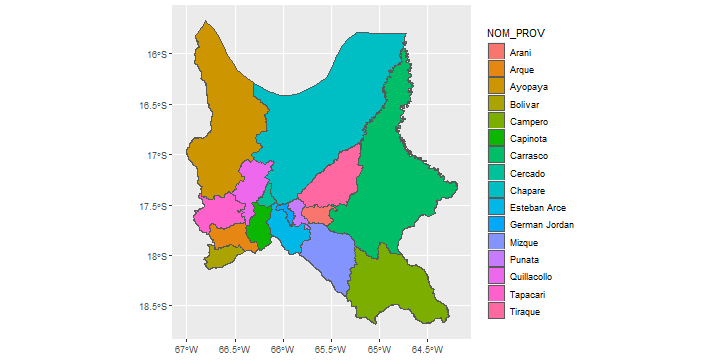 NOM_PROV
Arani
Arque
Ayopaya
Bolivar
Campero
Capinota
Carrasco
Cercado
Chapare
Esteban Arce
German Jordan
Mizque
Punata
Quillacollo
Tapacari
Tiraque
16°S
16.5°S
17°S
17.5°S
18°S
18.5°S
67°W
66.5°W
66°W
65.5°W
65°W
64.5°W